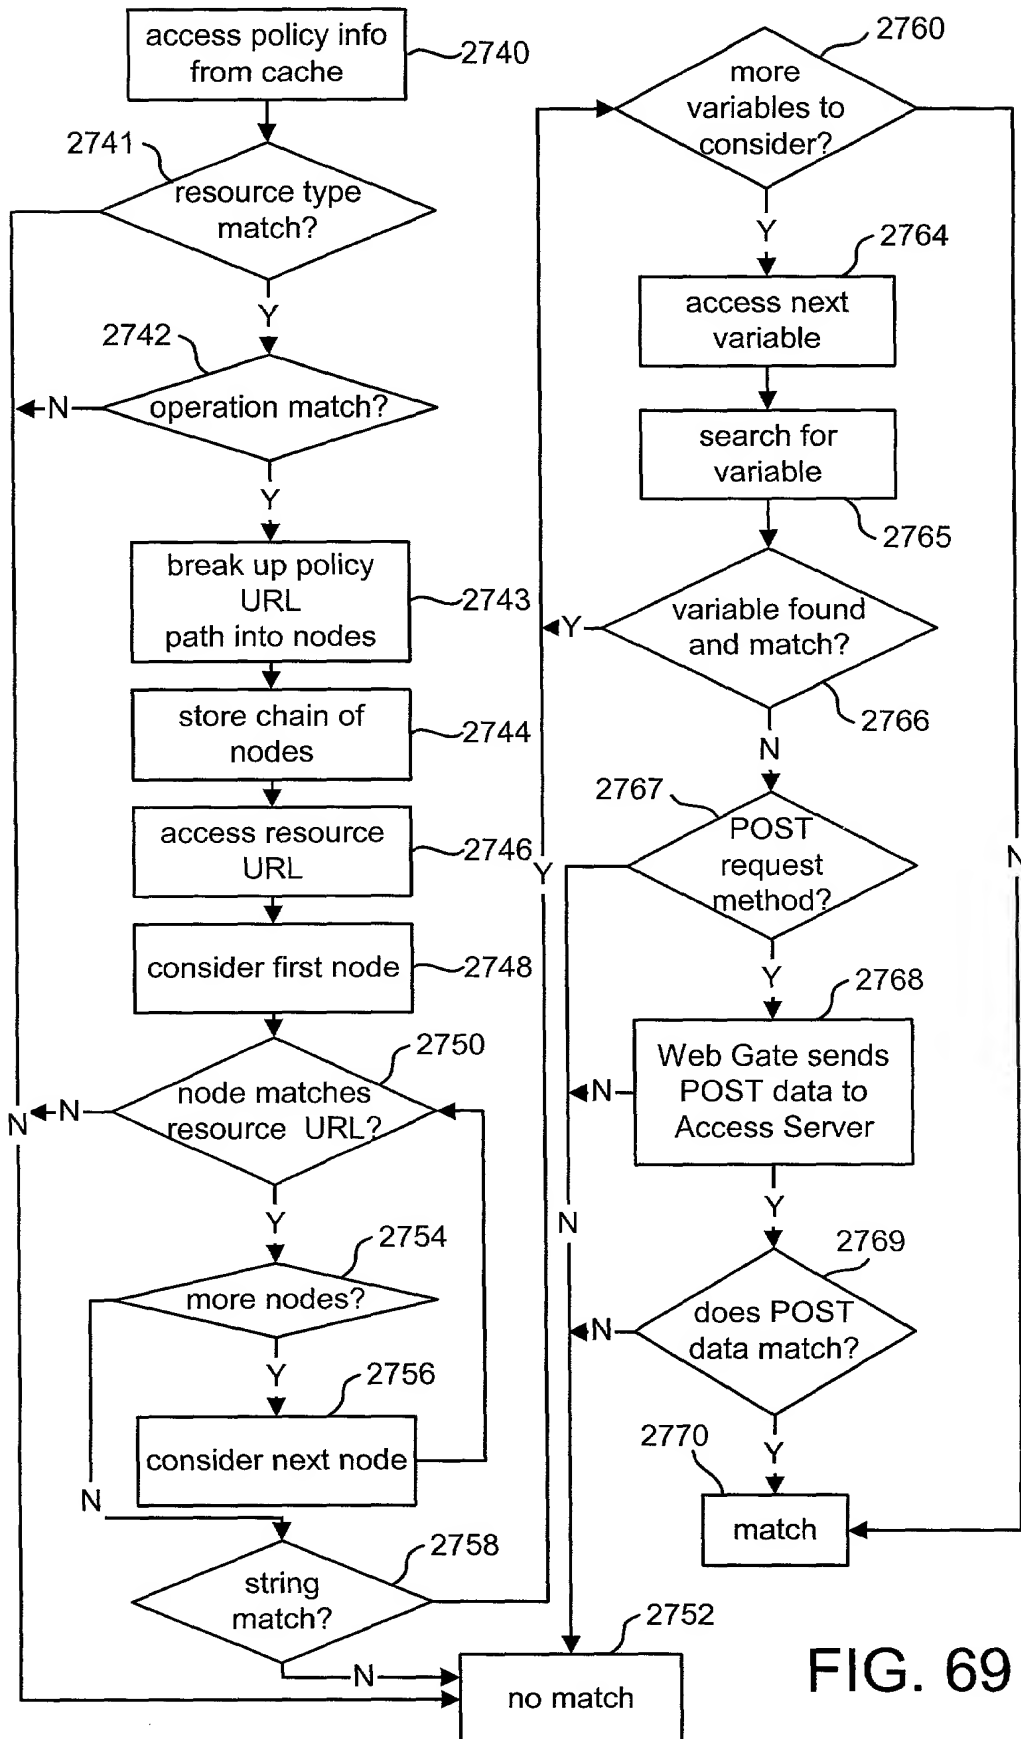 access policy info
from cache
2740
2741
resource type
match?
Y
2742
N
operation match?
Y
break up policy
URL
path into nodes
2743
store chain of
nodes
2744
access resource
URL
2746
consider first node
2748
2750
N
N
node matches
resource URL?
Y
2754
more nodes?
Y
2756
consider next node
N
2758
string
match?
N
2752
no match
2760
more
variables to
consider?
Y
2764
access next
variable
search for
variable
2765
Y
variable found
and match?
2766
N
2767
POST
request
method?
Y
N
Y
2768
Web Gate sends
POST data to
Access Server
N
Y
N
2769
does POST
data match?
N
Y
2770
match
FIG. 69